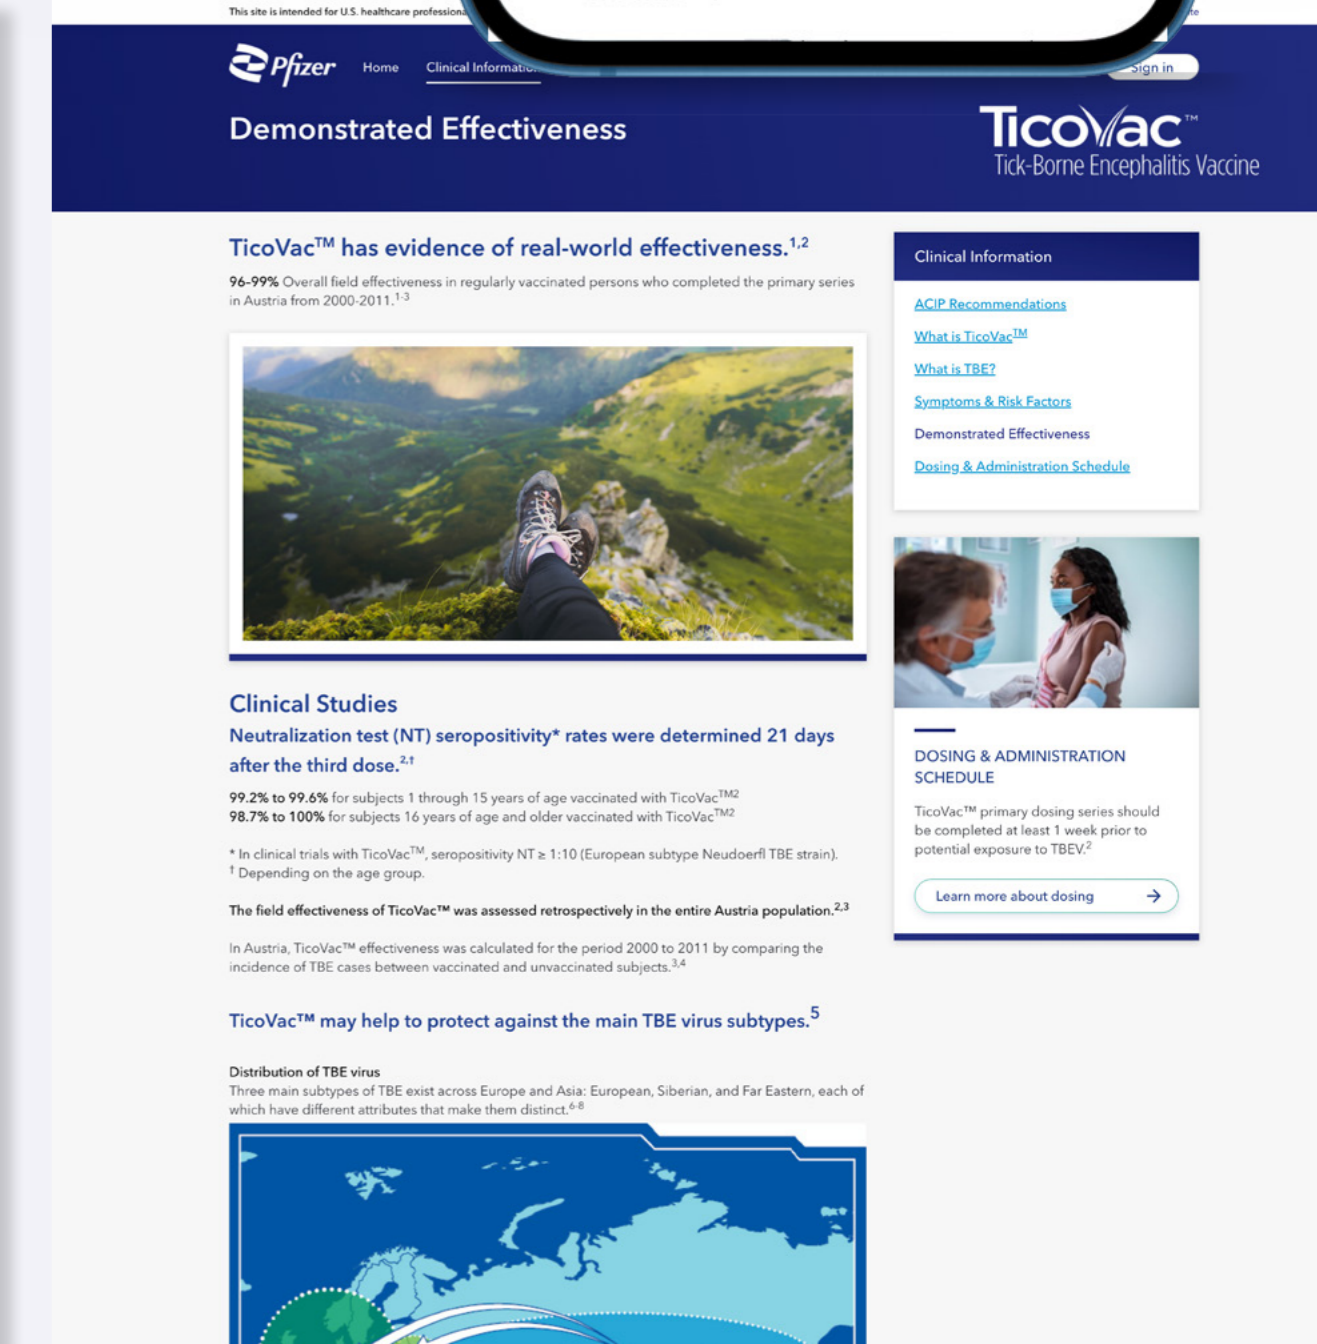 This site is intended for U.S. healthcare
Pfizer
Home
Clinical
Sign in
Demonstrated Effectiveness
TicoVac™
Tick-Borne Encephalitis Vaccine
TicoVac™ has evidence of real-world effectiveness.1,2
96-99% Overall field effectiveness in regularly vaccinated persons who completed the primary series
in Austria from 2000-2011.1-3
Clinical Studies
Neutralization test (NT) seropositivity* rates were determined 21 days
after the third dose.2,†
99.2% to 99.6% for subjects 1 through 15 years of age vaccinated with TicoVac™2
98.7% to 100% for subjects 16 years of age and older vaccinated with TicoVac™2
* In clinical trials with TicoVac™, seropositivity NT ≥ 1:10 (European subtype Neudoerfl TBE strain).
† Depending on the age group.
The field effectiveness of TicoVac™ was assessed retrospectively in the entire Austria population.2,3
In Austria, TicoVac™ effectiveness was calculated for the period 2000 to 2011 by comparing the
incidence of TBE cases between vaccinated and unvaccinated subjects.3,4
TicoVac™ may help to protect against the main TBE virus subtypes.5
Distribution of TBE virus
Three main subtypes of TBE exist across Europe and Asia: European, Siberian, and Far Eastern, each of
which have different attributes that make them distinct.6-8
Clinical Information
ACIP Recommendations
What is TicoVac™
What is TBE?
Symptoms & Risk Factors
Demonstrated Effectiveness
Dosing & Administration Schedule
DOSING & ADMINISTRATION
SCHEDULE
TicoVac™ primary dosing series should
be completed at least 1 week prior to
potential exposure to TBEV.2
Learn more about dosing